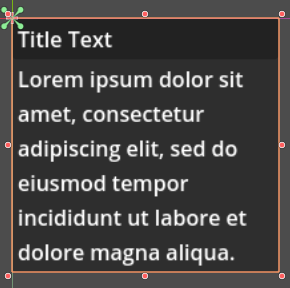 Title Text
Lorem ipsum dolor sit
amet, consectetur
adipiscing elit, sed do
eiusmod tempor
incididunt ut labore et
dolore magna aliqua.